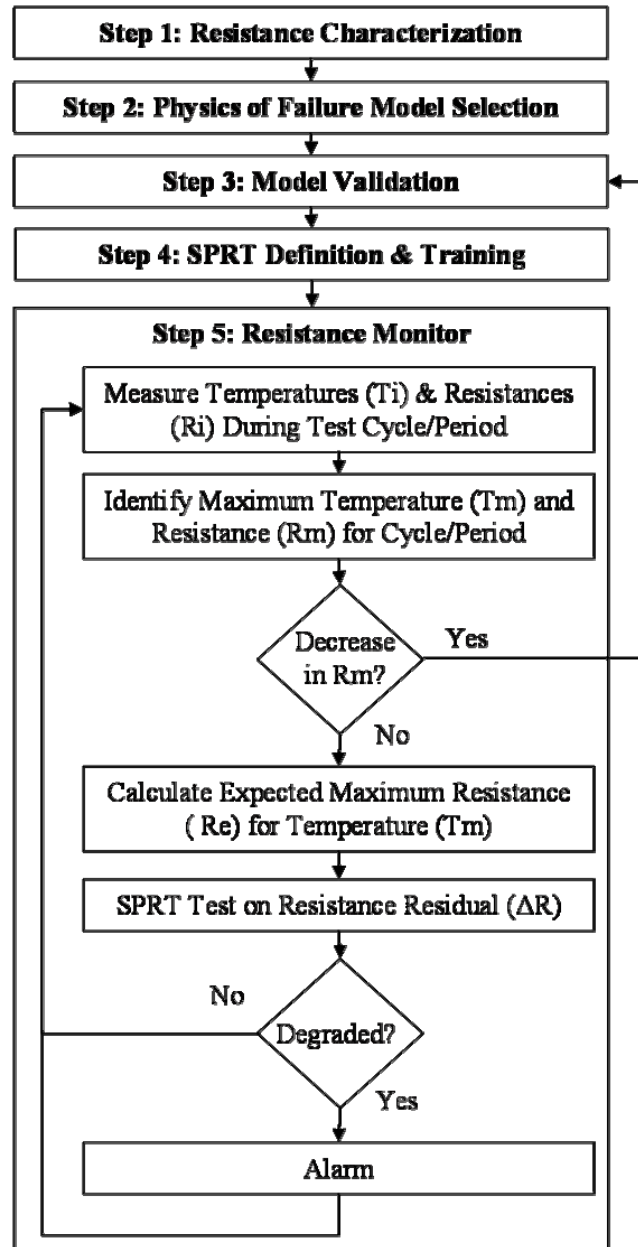 Step 1: Resistance Characterization
Step 2: Physics of Failure Model Selection
Step 3: Model Validation
Step 4: SPRT Definition & Training
Step 5: Resistance Monitor
Measure Temperatures (Ti) & Resistances
(Ri) During Test Cycle/Period
Identify Maximum Temperature (Tm) and
Resistance (Rm) for Cycle/Period
Decrease
in Rm?
Yes
No
Calculate Expected Maximum Resistance
( Re) for Temperature (Tm)
SPRT Test on Resistance Residual (ΔR)
No
Degraded?
Yes
Alarm